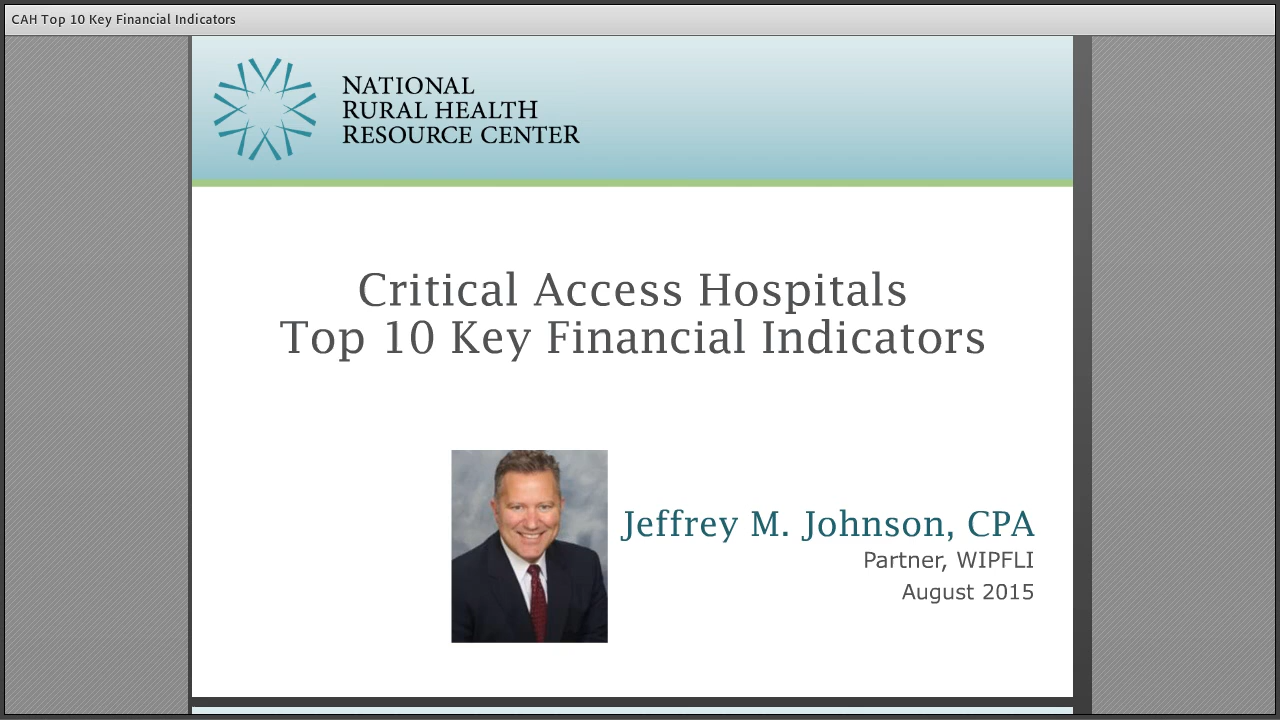 CAH Top 10 Key Financial Indicators
NATIONAL
RURAL HEALTH
RESOURCE CENTER
Critical Access Hospitals
Top 10 Key Financial Indicators
Jeffrey M. Johnson, CPA
Partner, WIPFLI
August 2015